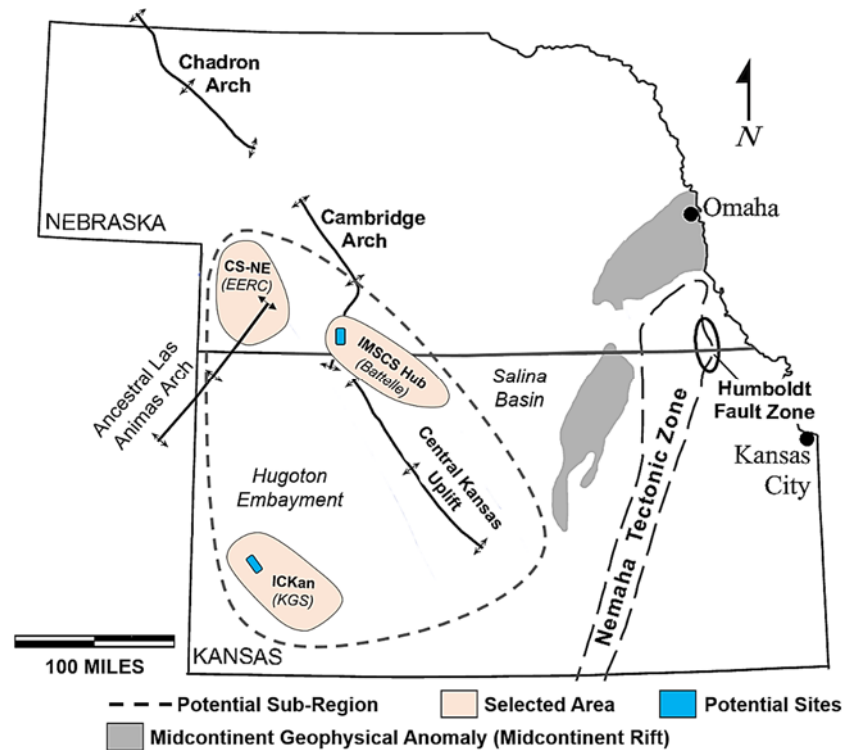 Chadron
Arch
N
NEBRASKA
Omaha
Cambridge
Arch
CS-NE
(EERC)
IMSCS Hub
(Battelle)
Ancestral Las
Animas Arch
Salina
Basin
Humboldt
Fault Zone
Kansas
City
Nemaha Tectonic Zone
Central Kansas
Uplift
Hugoton
Embayment
ICKan
(KGS)
KANSAS
100 MILES
Potential Sub-Region
Selected Area
Potential Sites
Midcontinent Geophysical Anomaly (Midcontinent Rift)